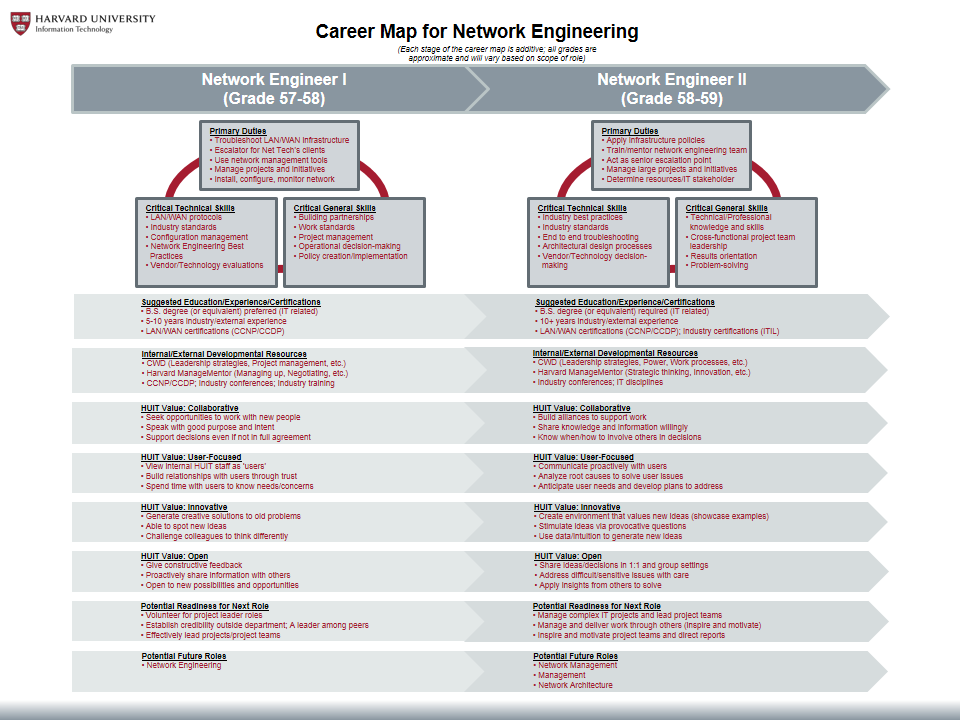 HARVARD UNIVERSITY
Information Technology
Career Map for Network Engineering
(Each stage of the career map is additive; all grades are
approximate and will vary based on scope of role)
Network Engineer I
(Grade 57-58)
Network Engineer II
(Grade 58-59)
Primary Duties
• Troubleshoot LAN/WAN infrastructure
• Escalator for Net Tech's clients
• Use network management tools
• Manage projects and initiatives
• Install, configure, monitor network
Critical Technical Skills
• LAN/WAN protocols
• Industry standards
• Configuration management
• Network Engineering Best
Practices
• Vendor/Technology evaluations
Critical General Skills
• Building partnerships
• Work standards
• Project management
• Operational decision-making
• Policy creation/implementation
Primary Duties
• Apply infrastructure policies
• Train/mentor network engineering team
• Act as senior escalation point
• Manage large projects and initiatives
• Determine resources/IT stakeholder
Critical Technical Skills
• Industry best practices
• Industry standards
• End to end troubleshooting
• Architectural design processes
• Vendor/Technology decision-
making
Critical General Skills
• Technical/Professional
knowledge and skills
• Cross-functional project team
leadership
• Results orientation
• Problem-solving
Suggested Education/Experience/Certifications
• B.S. degree (or equivalent) preferred (IT related)
• 5-10 years industry/external experience
• LAN/WAN certifications (CCNP/CCDP)
Suggested Education/Experience/Certifications
• B.S. degree (or equivalent) required (IT related)
• 10+ years industry/external experience
• LAN/WAN certifications (CCNP/CCDP); industry certifications (ITIL)
Internal/External Developmental Resources
• CWD (Leadership strategies, Project management, etc.)
• Harvard ManageMentor (Managing up, Negotiating, etc.)
• CCNP/CCDP; industry conferences; industry training
Internal/External Developmental Resources
• CWD (Leadership strategies, Power, Work processes, etc.)
• Harvard ManageMentor (Strategic thinking, Innovation, etc.)
• Industry conferences; IT disciplines
HUIT Value: Collaborative
• Seek opportunities to work with new people
• Speak with good purpose and intent
• Support decisions even if not in full agreement
HUIT Value: Collaborative
• Build alliances to support work
• Share knowledge and information willingly
• Know when/how to involve others in decisions
HUIT Value: User-Focused
• View internal HUIT staff as 'users'
• Build relationships with users through trust
• Spend time with users to know needs/concerns
HUIT Value: User-Focused
• Communicate proactively with users
• Analyze root causes to solve user issues
• Anticipate user needs and develop plans to address
HUIT Value: Innovative
• Generate creative solutions to old problems
• Able to spot new ideas
• Challenge colleagues to think differently
HUIT Value: Innovative
• Create environment that values new ideas (showcase examples)
• Stimulate ideas via provocative questions
• Use data/intuition to generate new ideas
HUIT Value: Open
• Give constructive feedback
• Proactively share information with others
• Open to new possibilities and opportunities
HUIT Value: Open
• Share ideas/decisions in 1:1 and group settings
• Address difficult/sensitive issues with care
• Apply insights from others to solve
Potential Readiness for Next Role
• Volunteer for project leader roles
• Establish credibility outside department; A leader among peers
• Effectively lead projects/project teams
Potential Readiness for Next Role
• Manage complex IT projects and lead project teams
• Manage and deliver work through others (inspire and motivate)
• Inspire and motivate project teams and direct reports
Potential Future Roles
• Network Engineering
Potential Future Roles
• Network Management
• Management
• Network Architecture